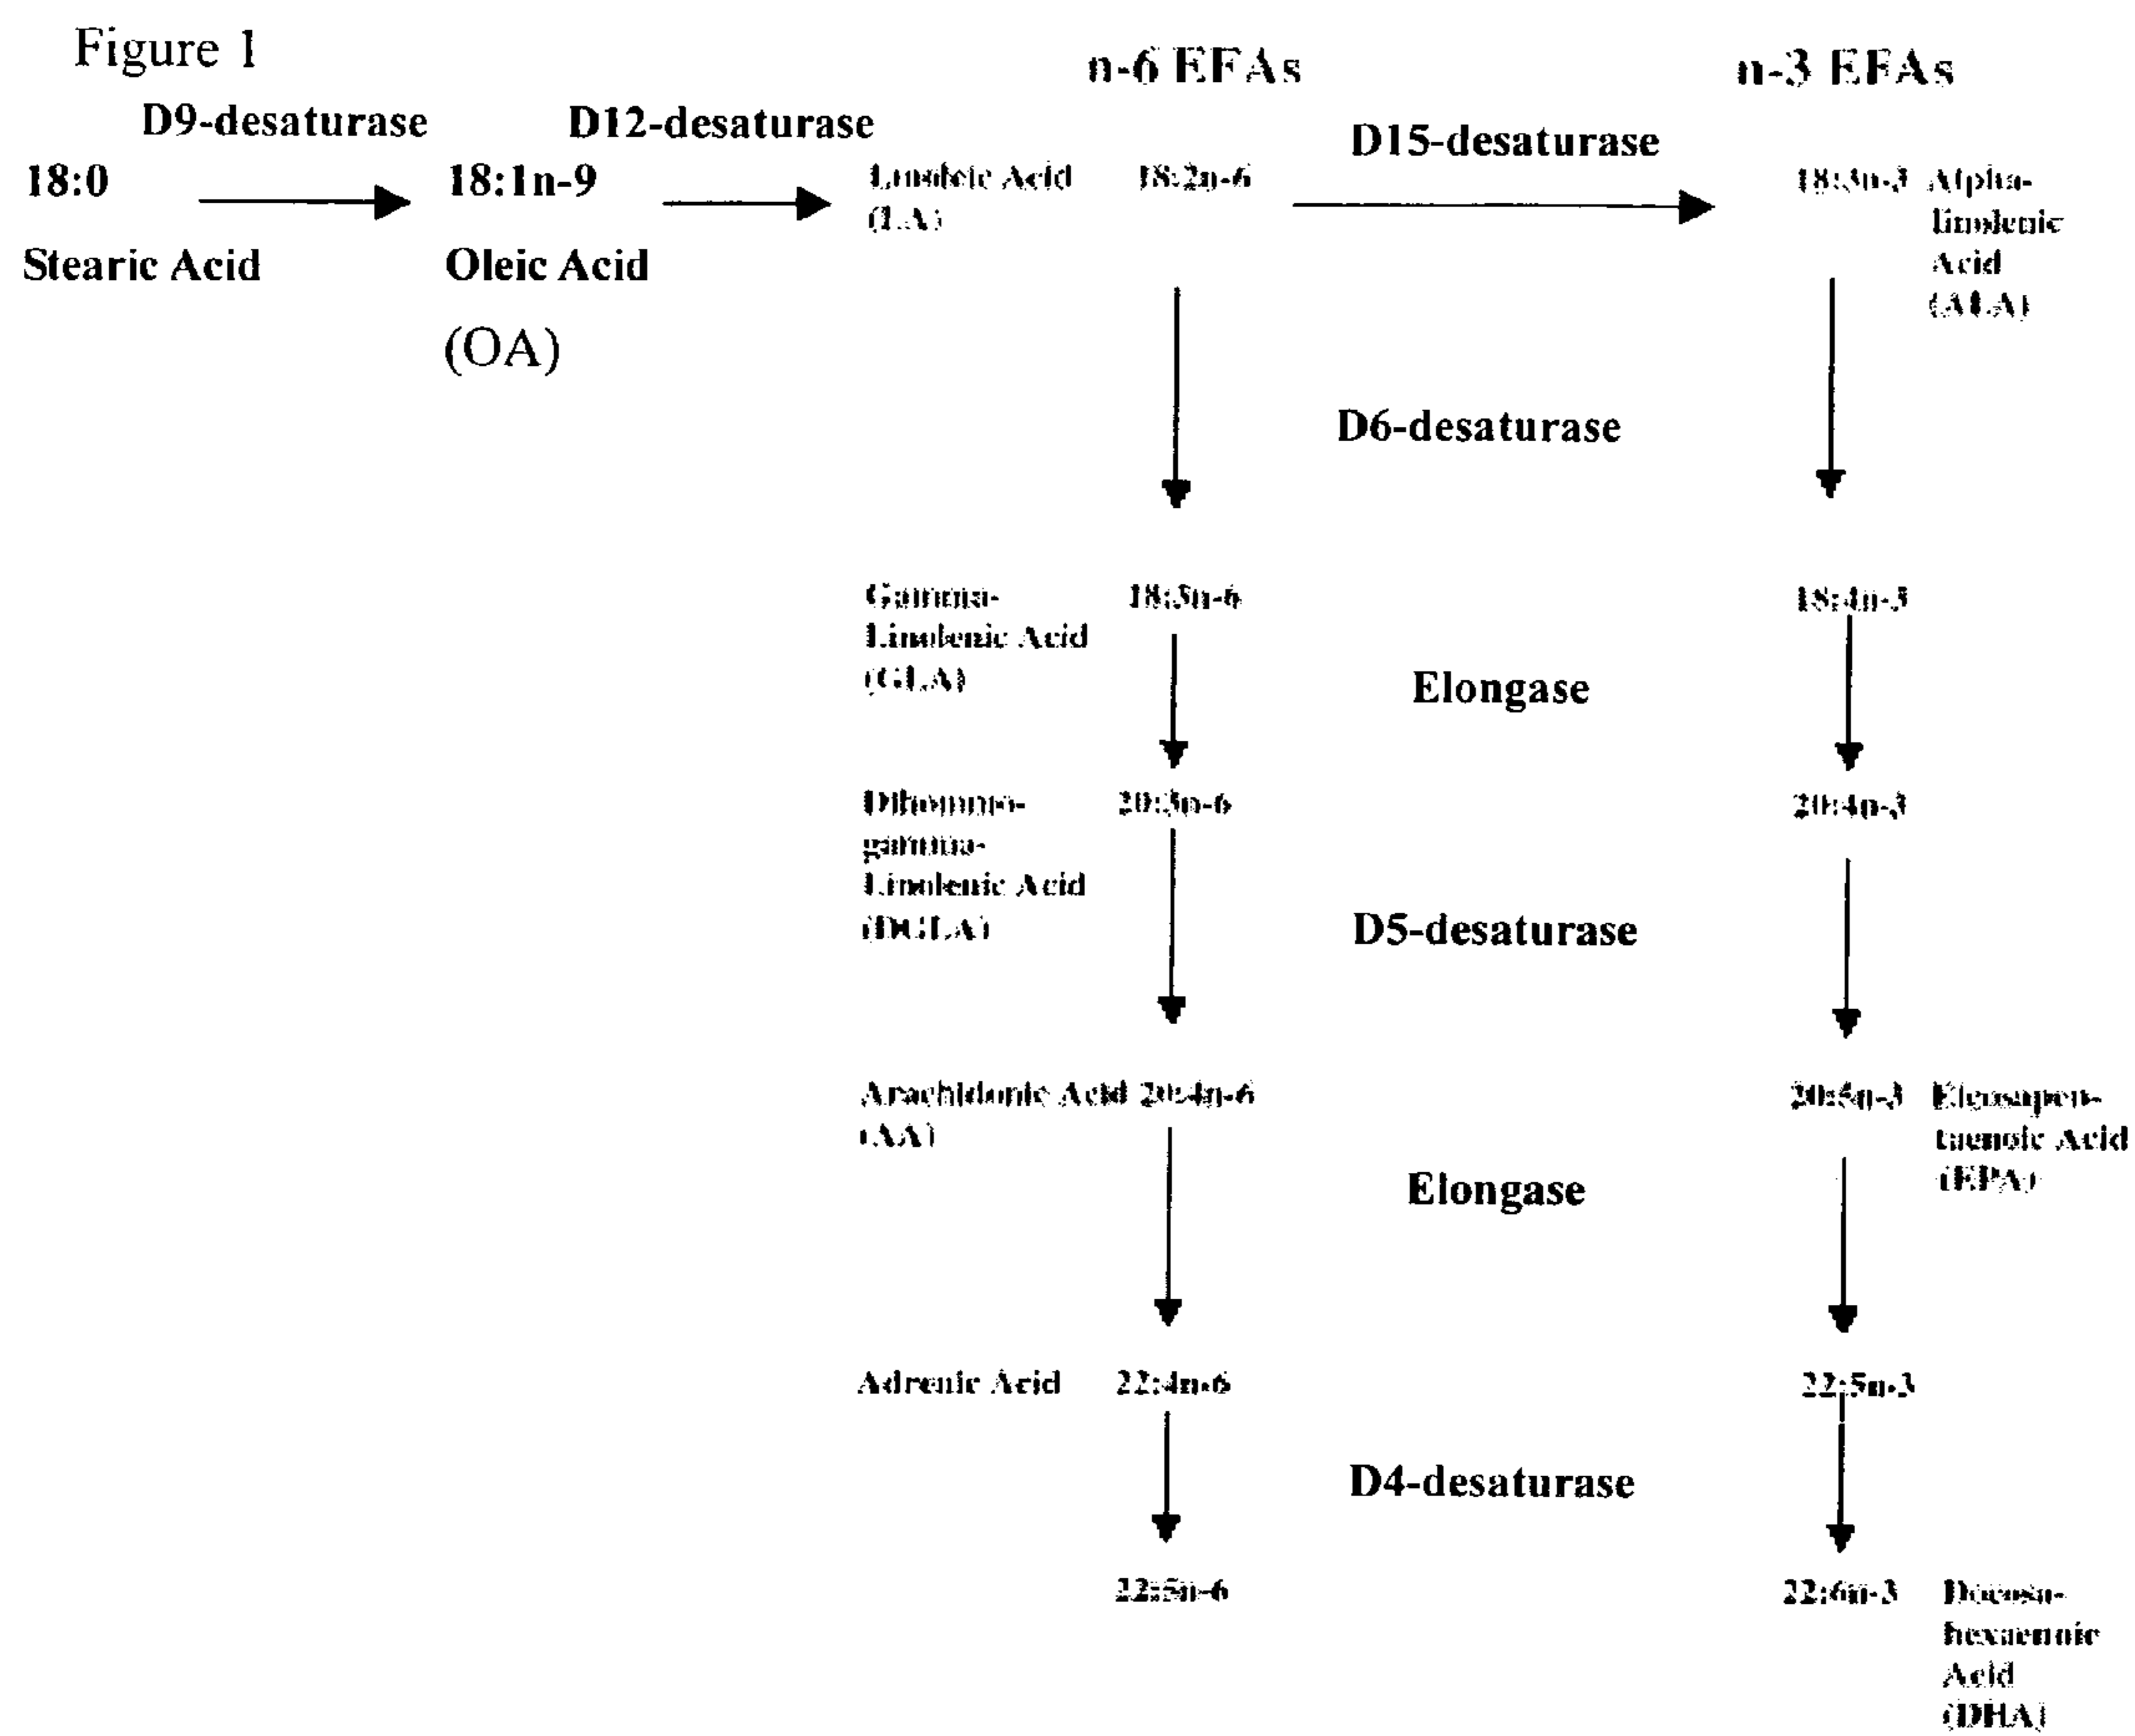 Figure 1
n-6 EFAs
n-3 EFAs
D9-desaturase
D12-desaturase
D15-desaturase
18:0
18:1n-9
Linoleic Acid
18:2n-6
18:3n-3
Alpha-
(LA)
linolenic
Stearic Acid
Oleic Acid
Acid
(ALA)
(OA)
D6-desaturase
Gamma-
18:3n-6
18:4n-3
Linolenic Acid
(GLA)
Elongase
20:3n-6
20:4n-3
gamma-
Linolenic Acid
(DGLA)
D5-desaturase
Arachidonic Acid
20:4n-6
20:5n-3
Eicosapen-
(AA)
taenoic Acid
(EPA)
Elongase
Adrenic Acid
22:4n-6
22:5n-3
D4-desaturase
22:5n-6
22:6n-3
Docosa-
hexaenoic
Acid
(DHA)